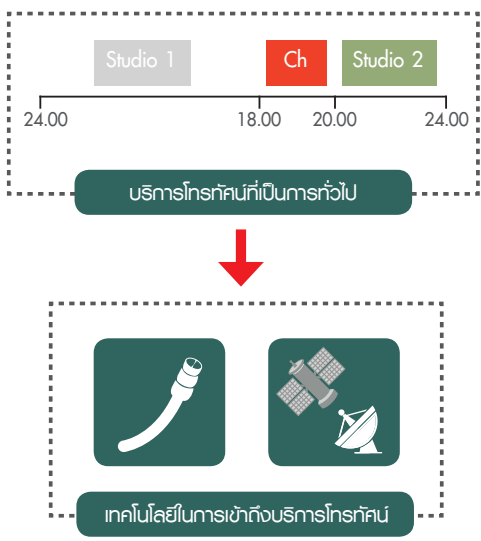 Studio 1
Ch
Studio 2
24.00
18.00
20.00
24.00
บริการโทรทัศน์ที่เป็นการทั่วไป
เทคโนโลยีในการเข้าถึงบริการโทรทัศน์